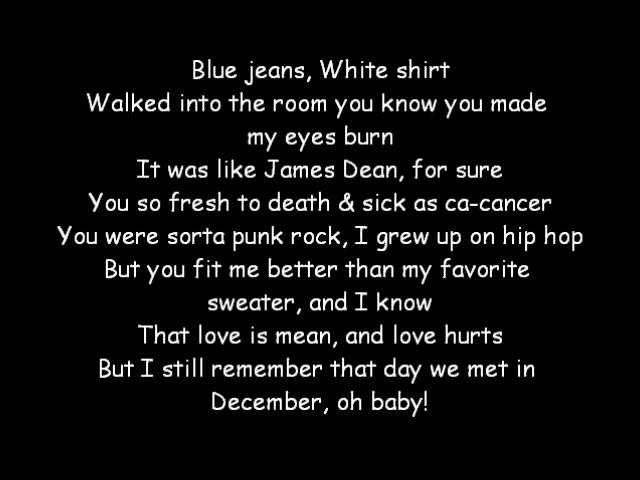 Blue jeans, White shirt
Walked into the room you know you made
my eyes burn
It was like James Dean, for sure
You so fresh to death & sick as ca-cancer
You were sorta punk rock, I grew up on hip hop
But you fit me better than my favorite
sweater, and I know
That love is mean, and love hurts
But I still remember that day we met in
December, oh baby!